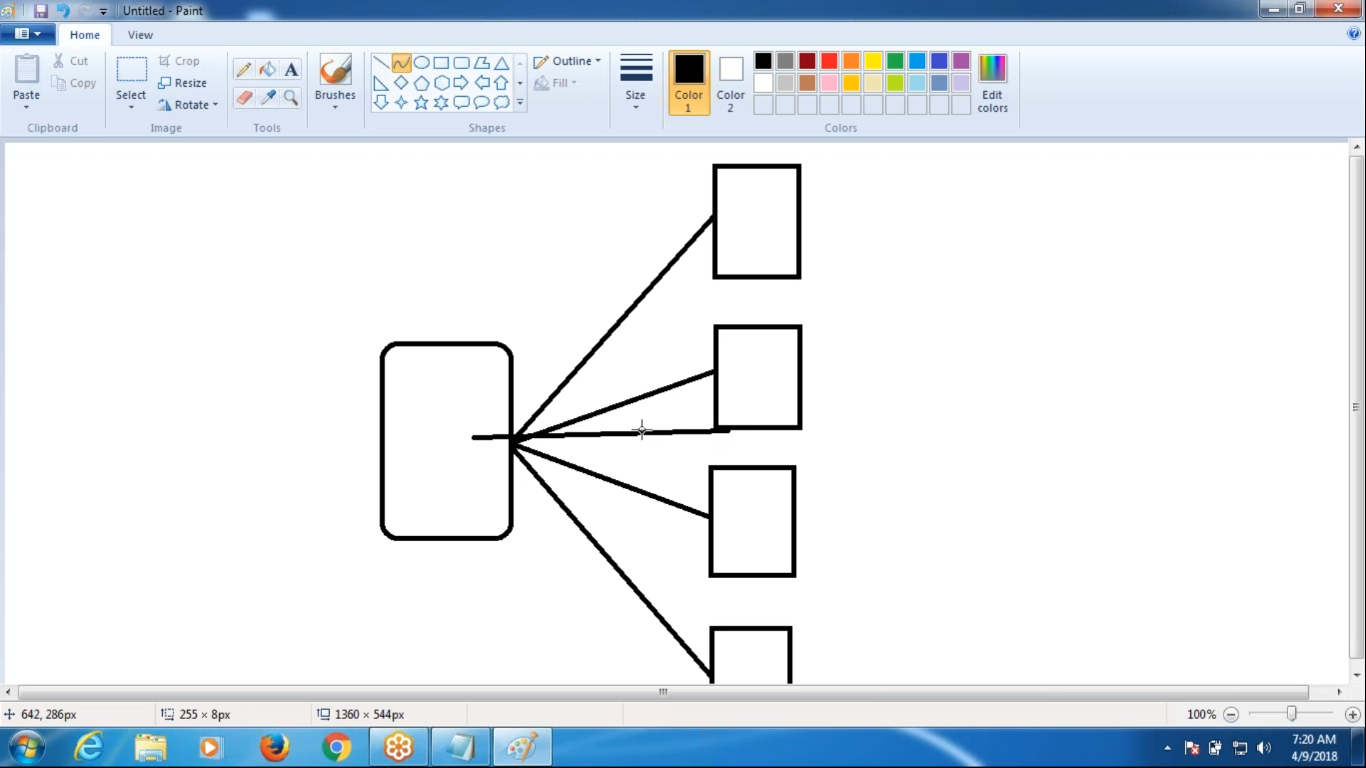 Untitled - Paint
Home View
Paste
Cut
Copy
Clipboard
Select
Crop
Resize
Rotate
Image
A
Tools
Brushes
Outline
Fill
Shapes
Size
Color 1
Color 2
Edit colors
Colors
642, 286px
255 × 8px
1360 × 544px
100%
7:20 AM
4/9/2018